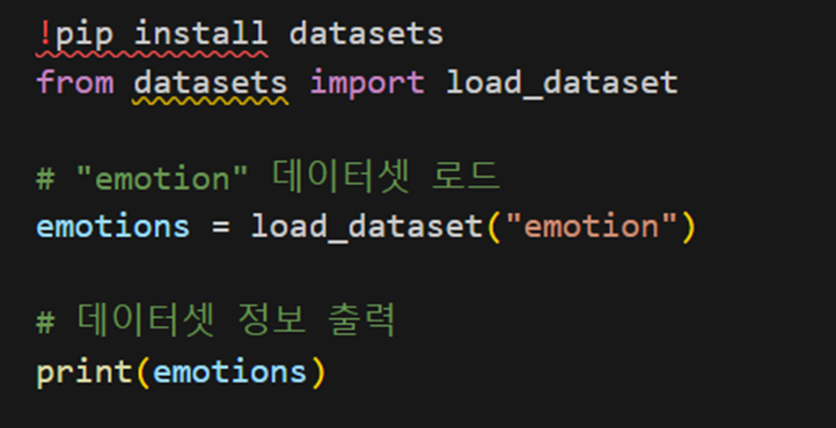 !pip install datasets
from datasets import load_dataset
# "emotion" 데이터셋 로드
emotions = load_dataset("emotion")
# 데이터셋 정보 출력
print(emotions)